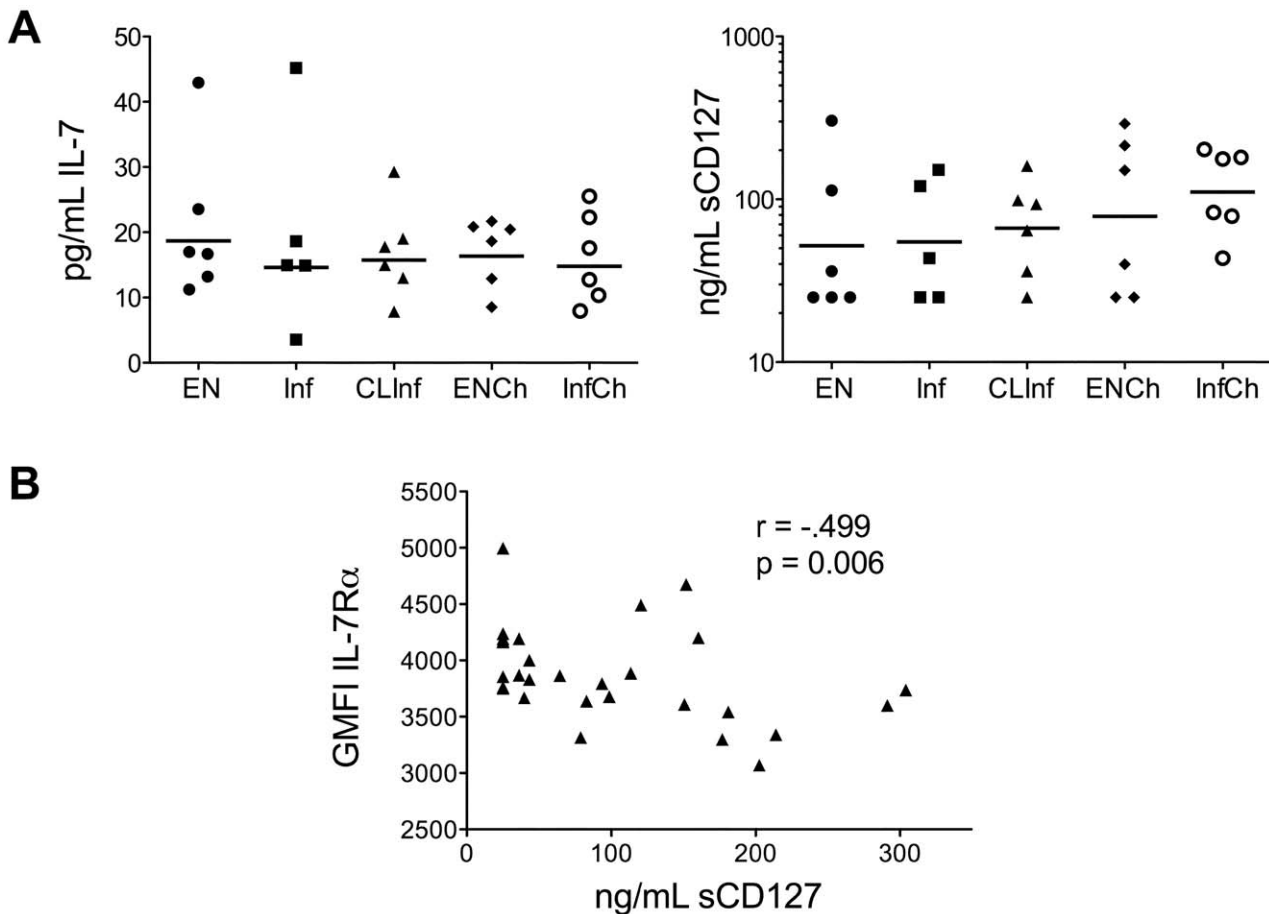 A
pg/mL IL-7
50
40
30
20
10
0
EN Inf CLInf ENCh InfCh
ng/mL sCD127
1000
100
10
EN Inf CLInf ENCh InfCh
B
GMFI IL-7Rα
5500
5000
4500
4000
3500
3000
2500
r = -.499
p = 0.006
0 100 200 300
ng/mL sCD127